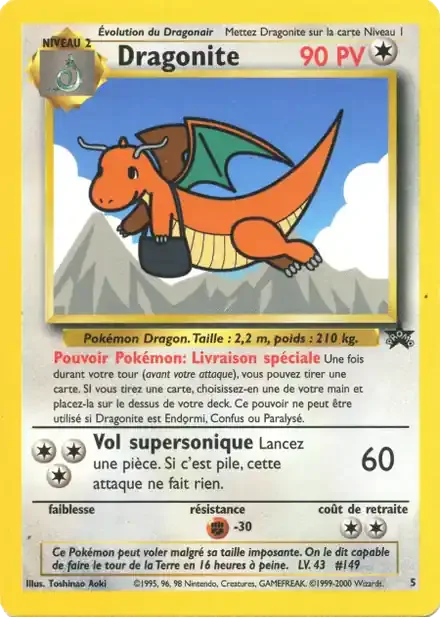 Évolution du Dragonair Mettez Dragonite sur la carte Niveau 1
NIVEAU 2
Dragonite 90 PV
Pokémon Dragon. Taille : 2,2 m, poids : 210 kg.
PROMO
Pouvoir Pokémon: Livraison spéciale Une fois
durant votre tour (avant votre attaque), vous pouvez tirer une
carte. SI vous tirez une carte, choisissez-en une de votre main et
placez-la sur le dessus de votre deck. Ce pouvoir ne peut être
utilisé si Dragonite est Endormi, Confus ou Paralysé.
Vol supersonique Lancez
une pièce. Si c'est pile, cette
attaque ne fait rien.
60
faiblesse résistance coût de retraite
-30
Ce Pokémon peut voler malgré sa taille imposante. On le dit capable
de faire le tour de la Terre en 16 heures à peine. LV. 43 #149
Illus. Toshinao Aoki ©1995, 96, 98 Nintendo, Creatures, GAMEFREAK. ©1999-2000 Wizards. 5